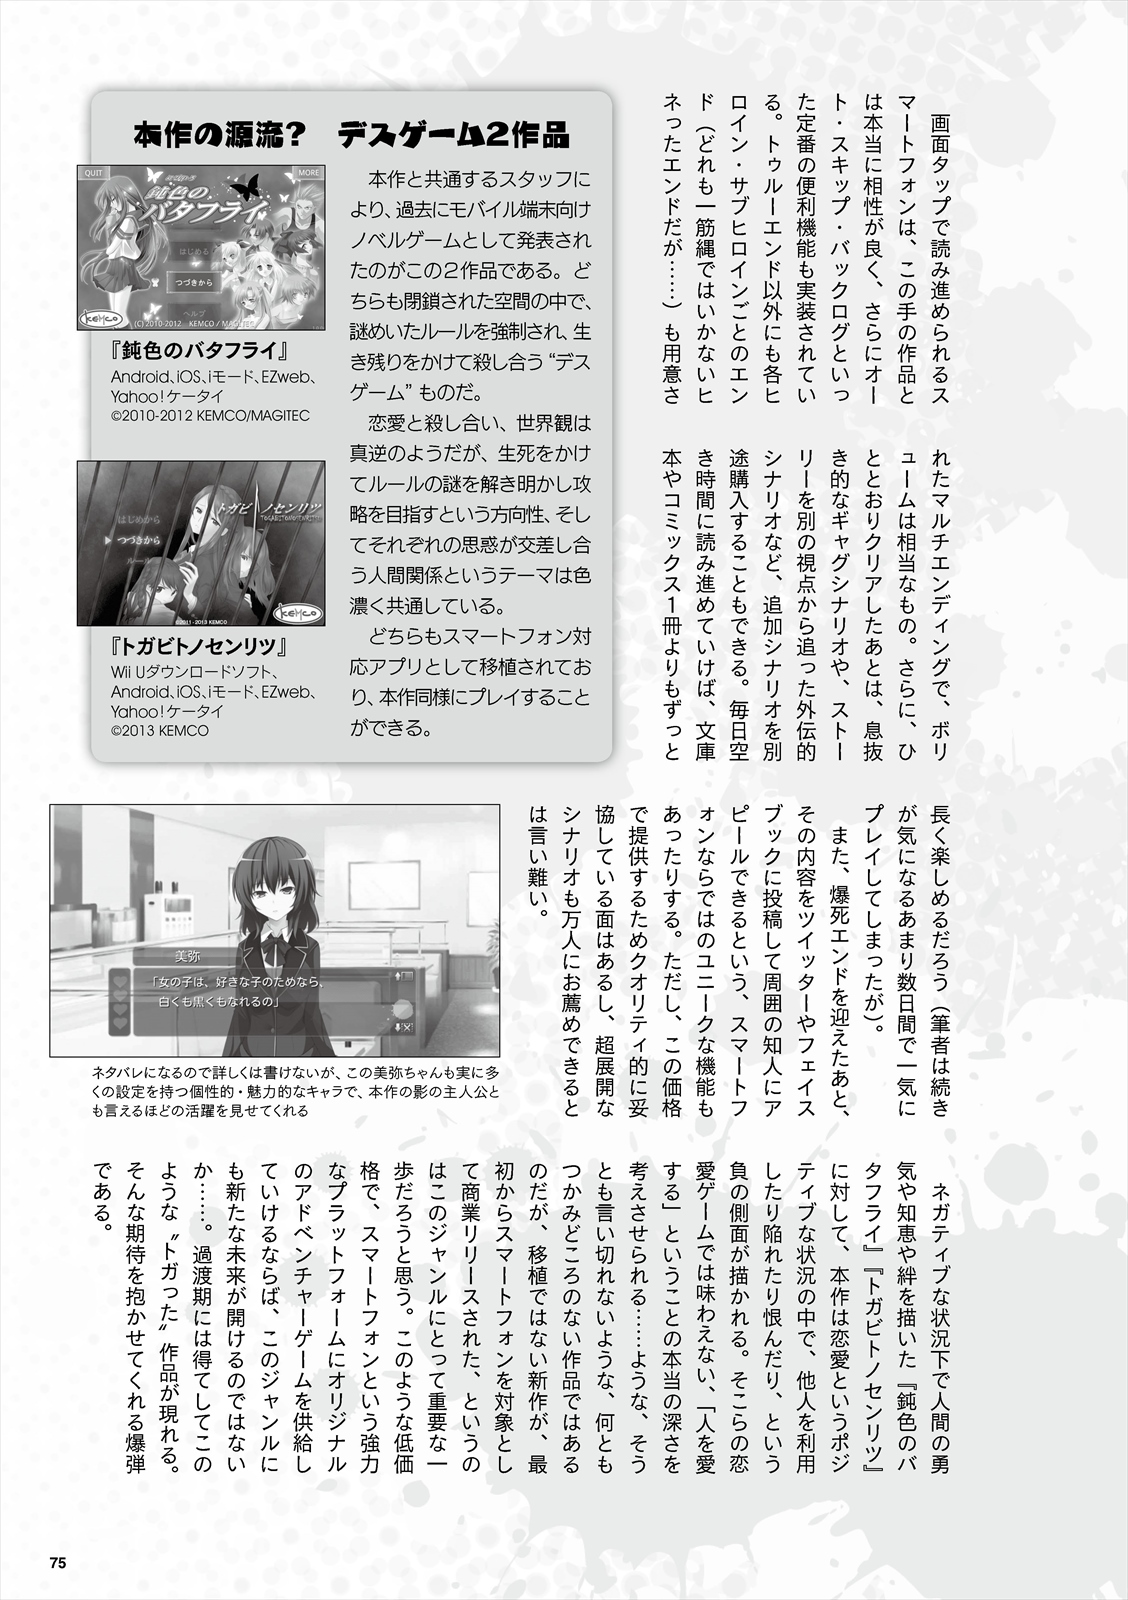 画面タップで読み進められるス
マートフォンは、この手の作品と
は本当に相性が良く、さらにオー
ト・スキップ・バックログといっ
た定番の便利機能も実装されてい
る。トゥルーエンド以外にも各ヒ
ロイン・サブヒロインごとのエン
ド（どれも一筋縄ではいかないヒ
ネったエンドだが……）も用意さ
れたマルチエンディングで、ボリ
ュームは相当なもの。さらに、ひ
ととおりクリアしたあとは、息抜
き的なギャグシナリオや、ストー
リーを別の視点から追った外伝的
シナリオなど、追加シナリオを別
途購入することもできる。毎日空
き時間に読み進めていけば、文庫
本やコミックス1冊よりもずっと
長く楽しめるだろう（筆者は続き
が気になるあまり数日間で一気に
プレイしてしまったが）。
また、爆死エンドを迎えたあと、
その内容をツイッターやフェイス
ブックに投稿して周囲の知人にア
ピールできるという、スマートフ
ォンならではのユニークな機能も
あったりする。ただし、この価格
で提供するためクオリティ的に妥
協している面はあるし、超展開な
シナリオも万人にお薦めできると
は言い難い。
ネガティブな状況下で人間の勇
気や知恵や絆を描いた『鈍色のバ
タフライ』『トガビトノセンリツ』
に対して、本作は恋愛というポジ
ティブな状況の中で、他人を利用
したり陥れたり恨んだり、という
負の側面が描かれる。そこらの恋
愛ゲームでは味わえない、「人を愛
する」ということの本当の深さを
考えさせられる……ような、そう
とも言い切れないような、何とも
つかみどころのない作品ではある
のだが、移植ではない新作が、最
初からスマートフォンを対象とし
て商業リリースされた、というの
はこのジャンルにとって重要な一
歩だろうと思う。このような低価
格で、スマートフォンという強力
なプラットフォームにオリジナル
のアドベンチャーゲームを供給し
ていけるならば、このジャンルに
も新たな未来が開けるのではない
か……。過渡期には得てしてこの
ような〝トガった〟作品が現れる。
そんな期待を抱かせてくれる爆弾
である。
本作の源流？　デスゲーム2作品
本作と共通するスタッフに
より、過去にモバイル端末向け
ノベルゲームとして発表され
たのがこの2作品である。ど
ちらも閉鎖された空間の中で、
謎めいたルールを強制され、生
き残りをかけて殺し合う“デス
ゲーム”ものだ。
恋愛と殺し合い、世界観は
真逆のようだが、生死をかけ
てルールの謎を解き明かし攻
略を目指すという方向性、そし
てそれぞれの思惑が交差し合
う人間関係というテーマは色
濃く共通している。
どちらもスマートフォン対
応アプリとして移植されてお
り、本作同様にプレイすること
ができる。
QUIT
MORE
鈍色の
バタフライ
はじめる
つづきから
ヘルプ
KEMCO
(C) 2010-2012 KEMCO / MAGITEC
『鈍色のバタフライ』
Android、iOS、iモード、EZweb、
Yahoo!ケータイ
©2010-2012 KEMCO/MAGITEC
トガビトノセンリツ
はじめから
つづきから
ルール
KEMCO
©2011-2013 KEMCO
『トガビトノセンリツ』
Wii Uダウンロードソフト、
Android、iOS、iモード、EZweb、
Yahoo!ケータイ
©2013 KEMCO
美弥
「女の子は、好きな子のためなら、
白くも黒くもなれるの」
ネタバレになるので詳しくは書けないが、この美弥ちゃんも実に多
くの設定を持つ個性的・魅力的なキャラで、本作の影の主人公と
も言えるほどの活躍を見せてくれる
75